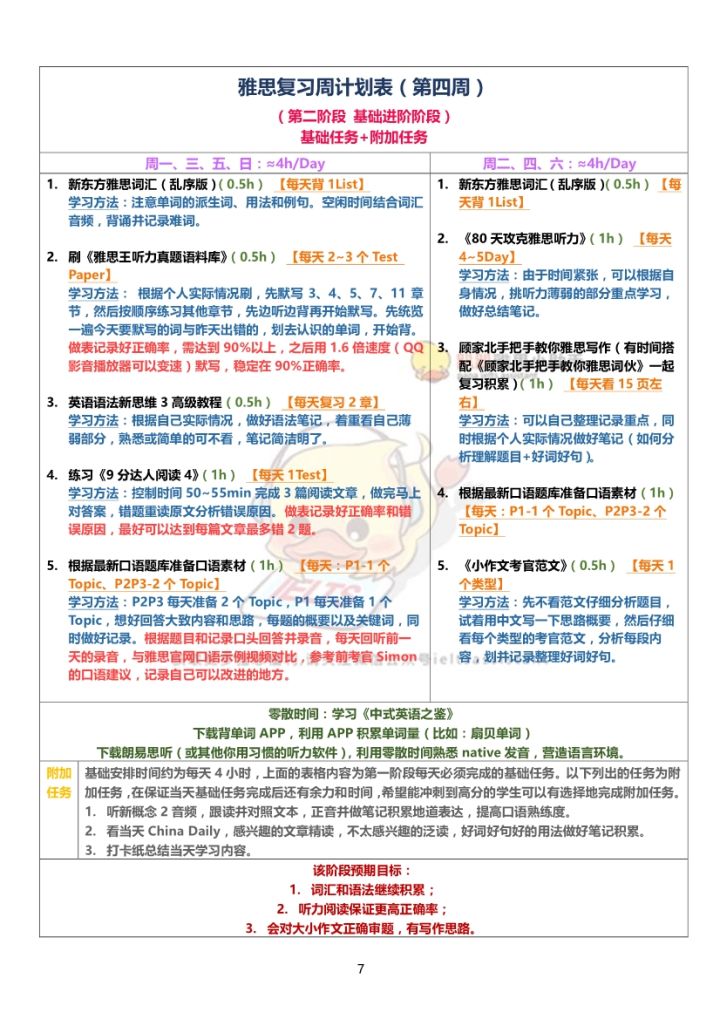 雅思复习周计划表（第四周）
（第二阶段 基础进阶阶段）
基础任务+附加任务
周一、三、五、日：≈4h/Day
1. 新东方雅思词汇（乱序版）（0.5h）【每天背 1List】
学习方法：注意单词的派生词、用法和例句。空闲时间结合词汇
音频，背诵并记录难词。
2. 刷《雅思王听力真题语料库》（0.5h）【每天 2~3 个 Test
Paper】
学习方法： 根据个人实际情况刷，先默写 3、4、5、7、11 章
节，然后按顺序练习其他章节，先边听边背再开始默写。先统览
一遍今天要默写的词与昨天出错的，划去认识的单词，开始背。
做表记录好正确率，需达到 90%以上，之后用 1.6 倍速度（QQ
影音播放器可以变速）默写，稳定在 90%正确率。
3. 英语语法新思维 3 高级教程（0.5h）【每天复习 2 章】
学习方法：根据自己实际情况，做好语法笔记，着重看自己薄
弱部分，熟悉或简单的可不看，笔记简洁明了。
4. 练习《9 分达人阅读 4》（1h）【每天 1Test】
学习方法：控制时间 50~55min 完成 3 篇阅读文章，做完马上
对答案，错题重读原文分析错误原因。做表记录好正确率和错
误原因，最好可以达到每篇文章最多错 2 题。
5. 根据最新口语题库准备口语素材（1h）【每天：P1-1 个
Topic、P2P3-2 个 Topic】
学习方法：P2P3 每天准备 2 个 Topic，P1 每天准备 1 个
Topic，想好回答大致内容和思路，每题的概要以及关键词，同
时做好记录。根据题目和记录口头回答并录音，每天回听前一
天的录音，与雅思官网口语示例视频对比，参考前考官 Simon
的口语建议，记录自己可以改进的地方。
周二、四、六：≈4h/Day
1. 新东方雅思词汇（乱序版）（0.5h）【每
天背 1List】
2. 《80 天攻克雅思听力》（1h）【每天
4~5Day】
学习方法：由于时间紧张，可以根据自
身情况，挑听力薄弱的部分重点学习，
做好总结笔记。
3. 顾家北手把手教你雅思写作（有时间搭
配《顾家北手把手教你雅思词伙》一起
复习积累）（1h）【每天看 15 页左
右】
学习方法：可以自己整理记录重点，同
时根据个人实际情况做好笔记（如何分
析理解题目+好词好句）。
4. 根据最新口语题库准备口语素材（1h）
【每天：P1-1 个 Topic、P2P3-2 个
Topic】
5. 《小作文考官范文》（0.5h）【每天 1
个类型】
学习方法：先不看范文仔细分析题目，
试着用中文写一下思路概要，然后仔细
看每个类型的考官范文，分析每段内
容，划并记录整理好词好句。
零散时间：学习《中式英语之鉴》
下载背单词 APP，利用 APP 积累单词量（比如：扇贝单词）
下载朗易思听（或其他你用习惯的听力软件），利用零散时间熟悉 native 发音，营造语言环境。
附加
任务
基础安排时间约为每天 4 小时，上面的表格内容为第一阶段每天必须完成的基础任务。以下列出的任务为附
加任务，在保证当天基础任务完成后还有余力和时间，希望能冲刺到高分的学生可以有选择地完成附加任务。
1. 听新概念 2 音频，跟读并对照文本，正音并做笔记积累地道表达，提高口语熟练度。
2. 看当天 China Daily，感兴趣的文章精读，不太感兴趣的泛读，好词好句好的用法做好笔记积累。
3. 打卡纸总结当天学习内容。
该阶段预期目标：
1. 词汇和语法继续积累；
2. 听力阅读保证更高正确率；
3. 会对大小作文正确审题，有写作思路。
7